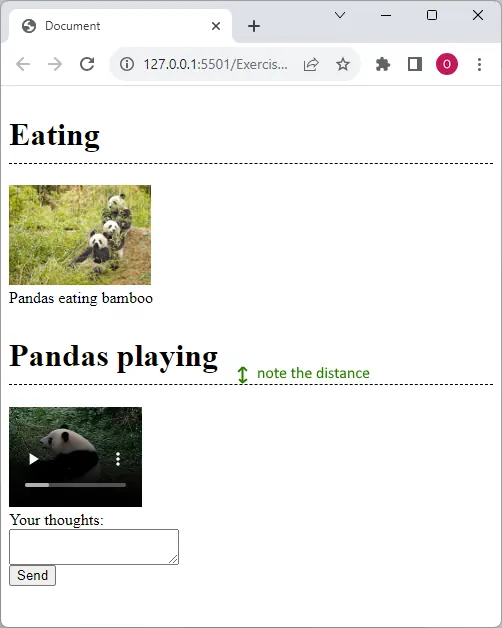 Document
127.0.0.1:5501/Exercis...
O
Eating
Pandas eating bamboo
Pandas playing
note the distance
Your thoughts:
Send